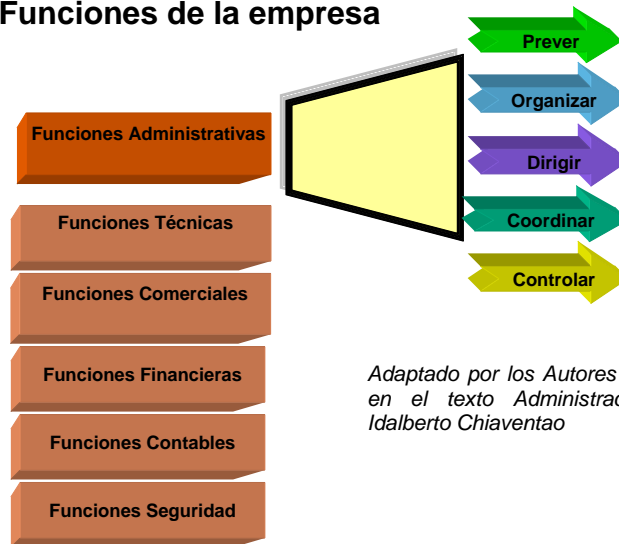 Funciones de la empresa
Prever
Organizar
Funciones Administrativas
Dirigir
Funciones Técnicas
Coordinar
Funciones Comerciales
Controlar
Funciones Financieras
Adaptado por los Autores
en el texto
Idalberto Chiaventao
Funciones Contables
Funciones Seguridad